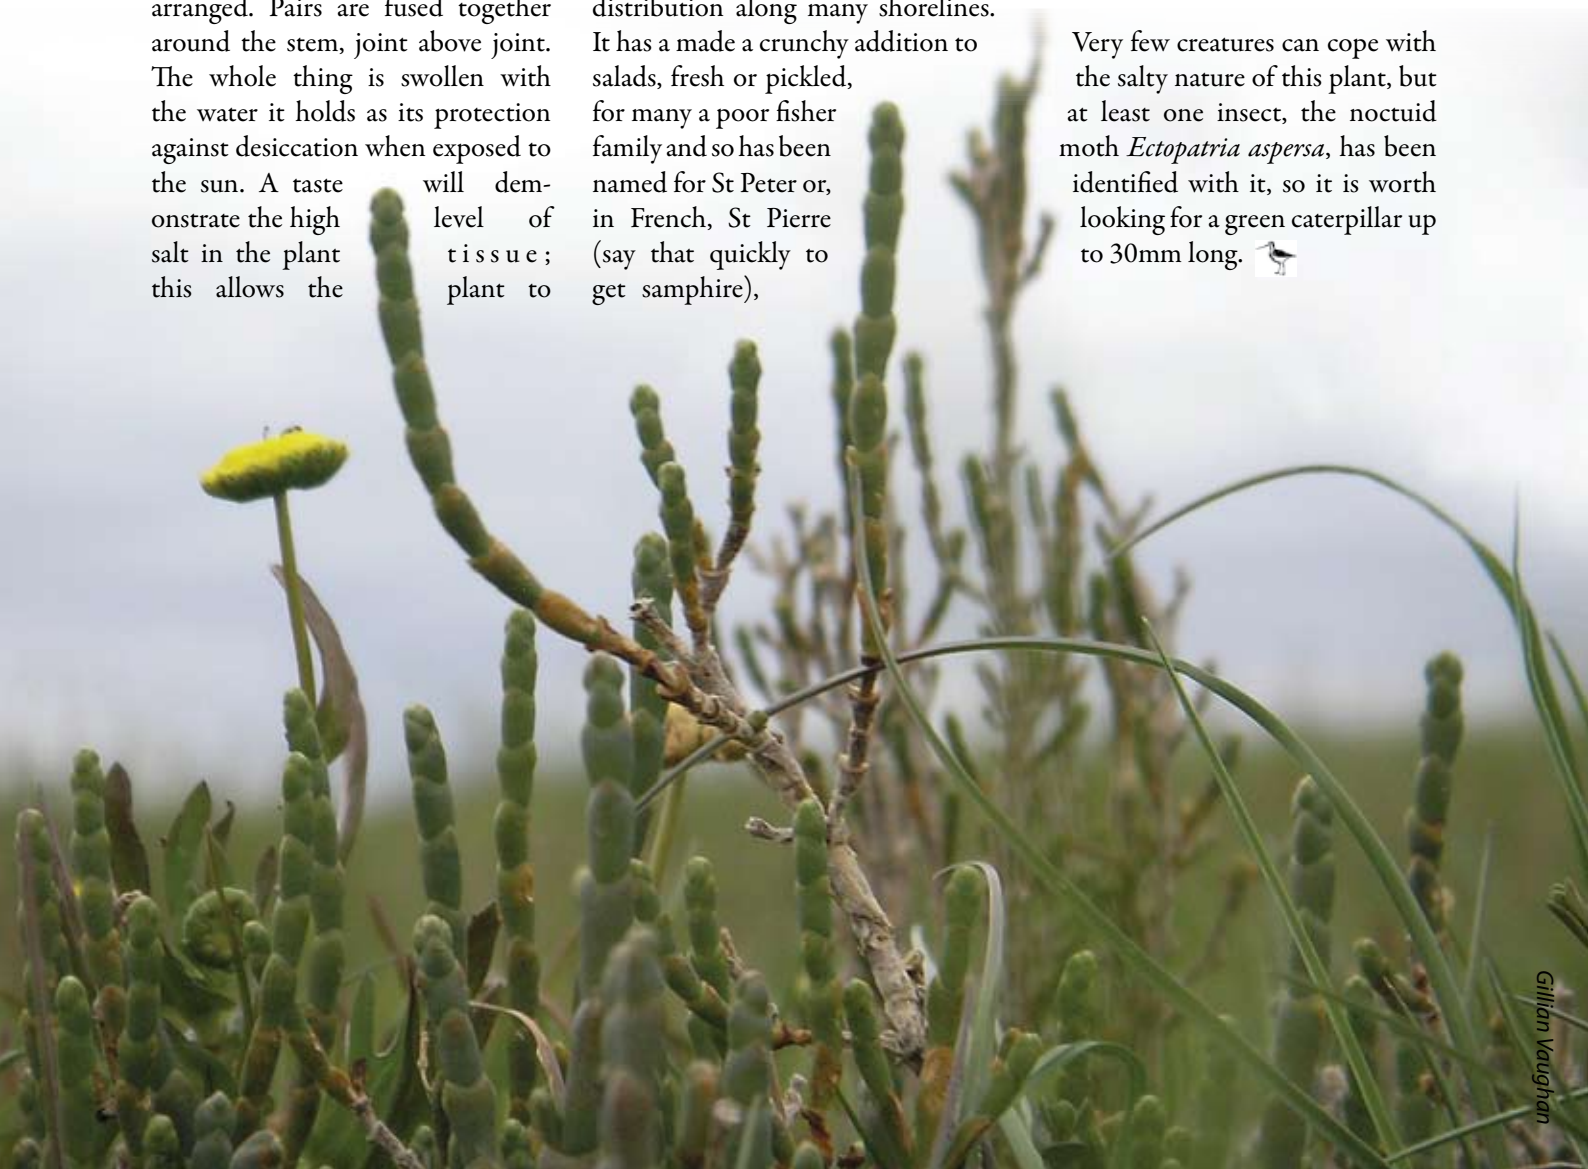 arranged. Pairs are fused together
around the stem, joint above joint.
The whole thing is swollen with
the water it holds as its protection
against desiccation when exposed to
the sun. A taste will dem-
onstrate the high level of
salt in the plant tissue;
this allows the plant to
distribution along many shorelines.
It has a made a crunchy addition to
salads, fresh or pickled,
for many a poor fisher
family and so has been
named for St Peter or,
in French, St Pierre
(say that quickly to
get samphire),
Very few creatures can cope with
the salty nature of this plant, but
at least one insect, the noctuid
moth Ectopatria aspersa, has been
identified with it, so it is worth
looking for a green caterpillar up
to 30mm long.
Gillian Vaughan